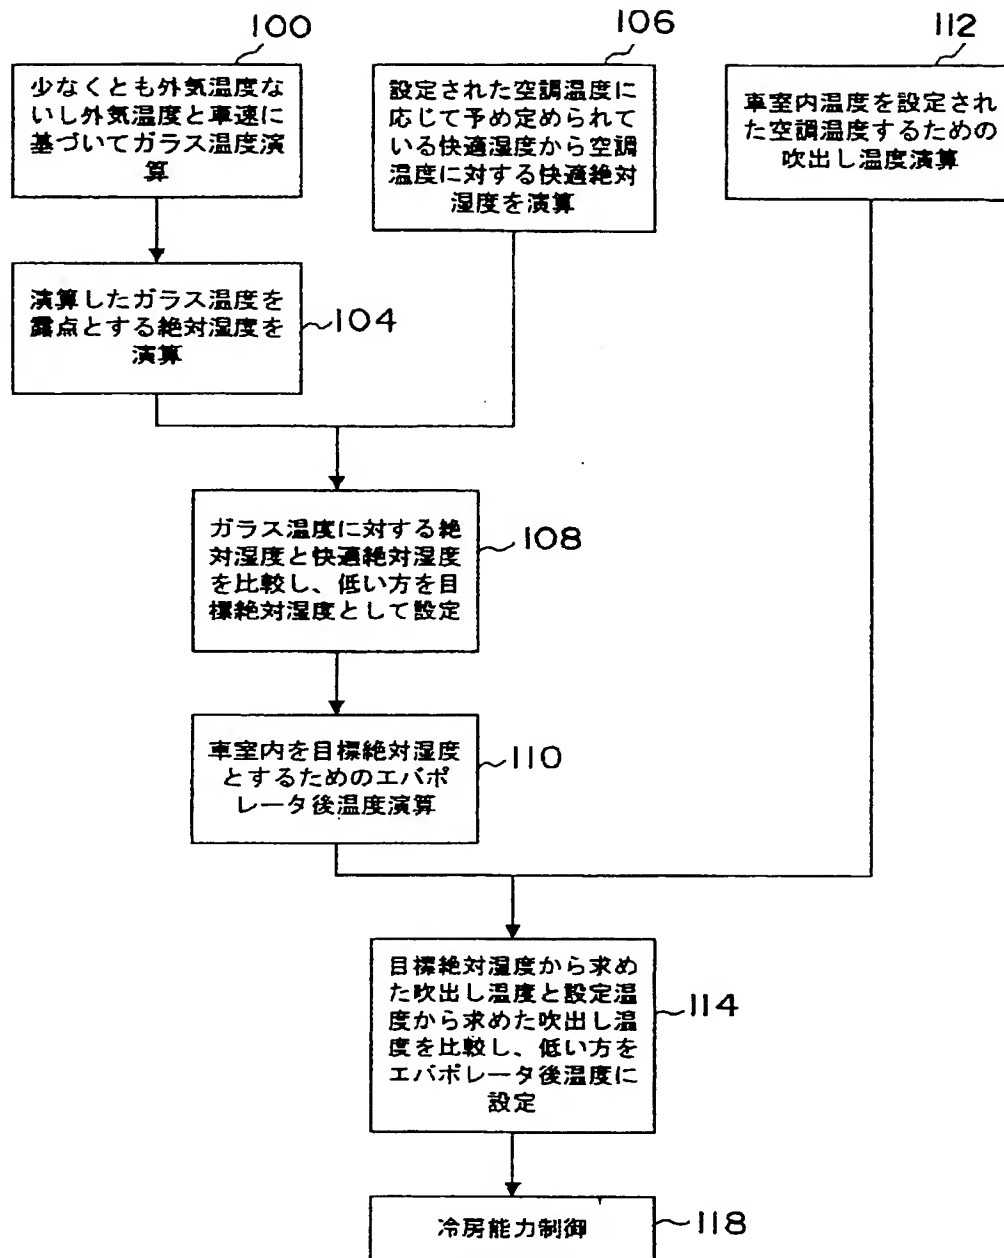 100
少なくとも外気温度な
いし外気温度と車速に
基づいてガラス温度演
算
106
設定された空調温度に
応じて予め定められて
いる快適湿度から空調
温度に対する快適絶対
湿度を演算
112
車室内温度を設定され
た空調温度するための
吹出し温度演算
演算したガラス温度を
露点とする絶対湿度を
演算
104
ガラス温度に対する絶
対湿度と快適絶対湿度
を比較し、低い方を目
標絶対湿度として設定
108
車室内を目標絶対湿度
とするためのエバポ
レータ後温度演算
110
目標絶対湿度から求め
た吹出し温度と設定温
度から求めた吹出し温
度を比較し、低い方を
エバポレータ後温度に
設定
114
冷房能力制御
118